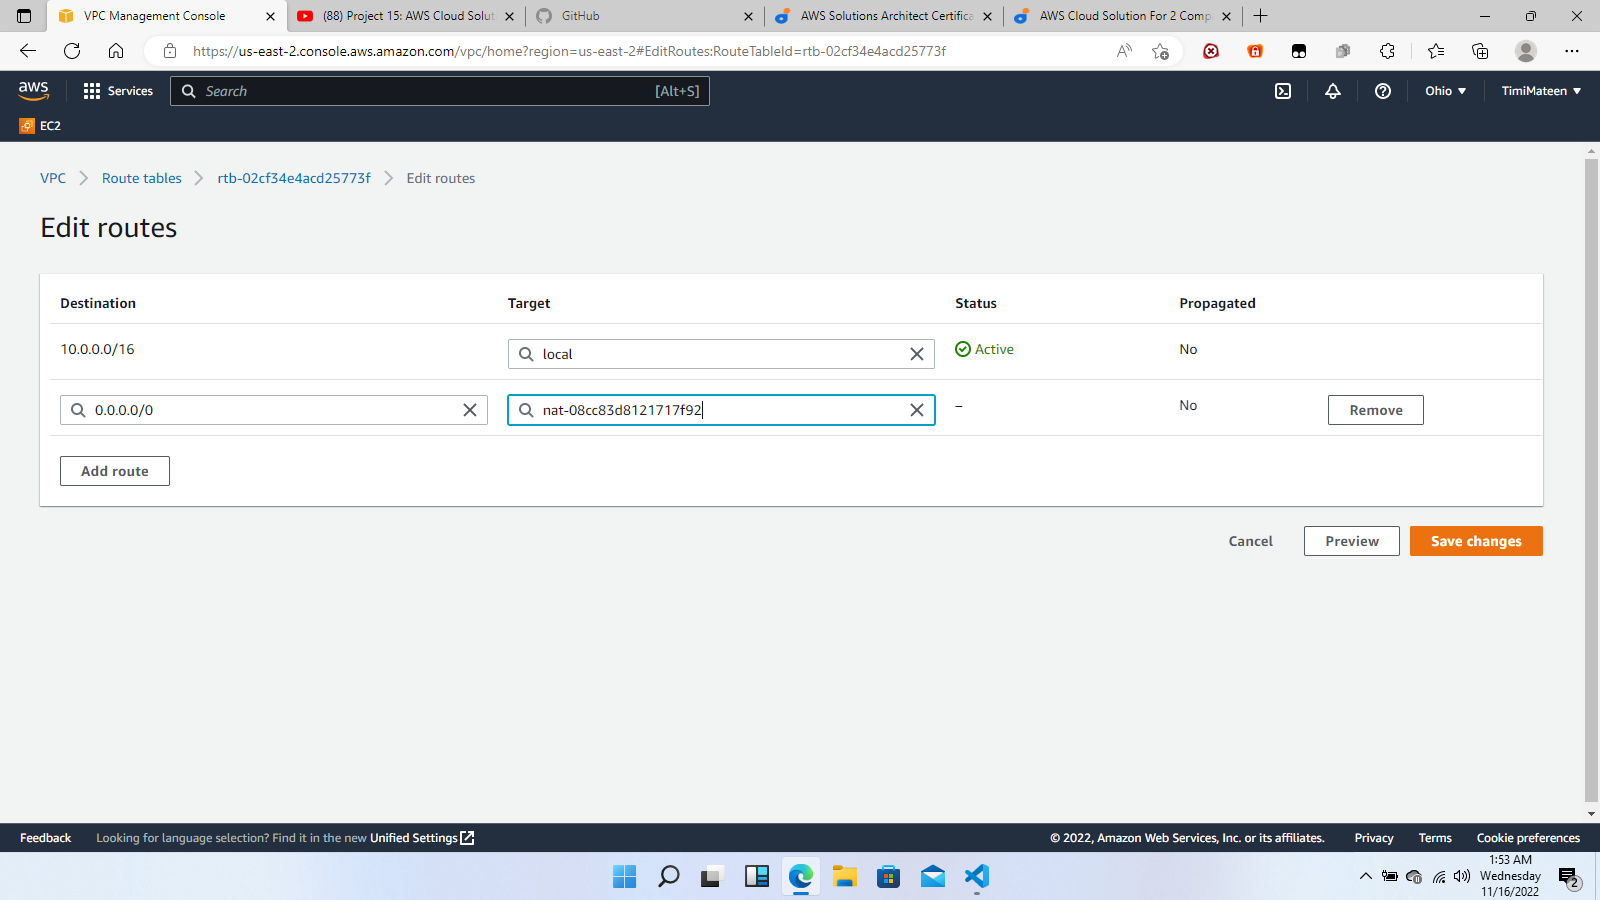 VPC Management Console
(88) Project 15: AWS Cloud Solut
GitHub
AWS Solutions Architect Certifica
AWS Cloud Solution For 2 Comp
https://us-east-2.console.aws.amazon.com/vpc/home?region=us-east-2#EditRoutes:RouteTableId=rtb-02cf34e4acd25773f
aws
Services
Search
[Alt+S]
Ohio
TimiMateen
EC2
VPC
Route tables
rtb-02cf34e4acd25773f
Edit routes
Edit routes
Destination
Target
Status
Propagated
10.0.0.0/16
local
Active
No
0.0.0.0/0
nat-08cc83d8121717f92
–
No
Remove
Add route
Cancel
Preview
Save changes
Feedback
Looking for language selection? Find it in the new Unified Settings
© 2022, Amazon Web Services, Inc. or its affiliates.
Privacy
Terms
Cookie preferences
1:53 AM
Wednesday
11/16/2022
2